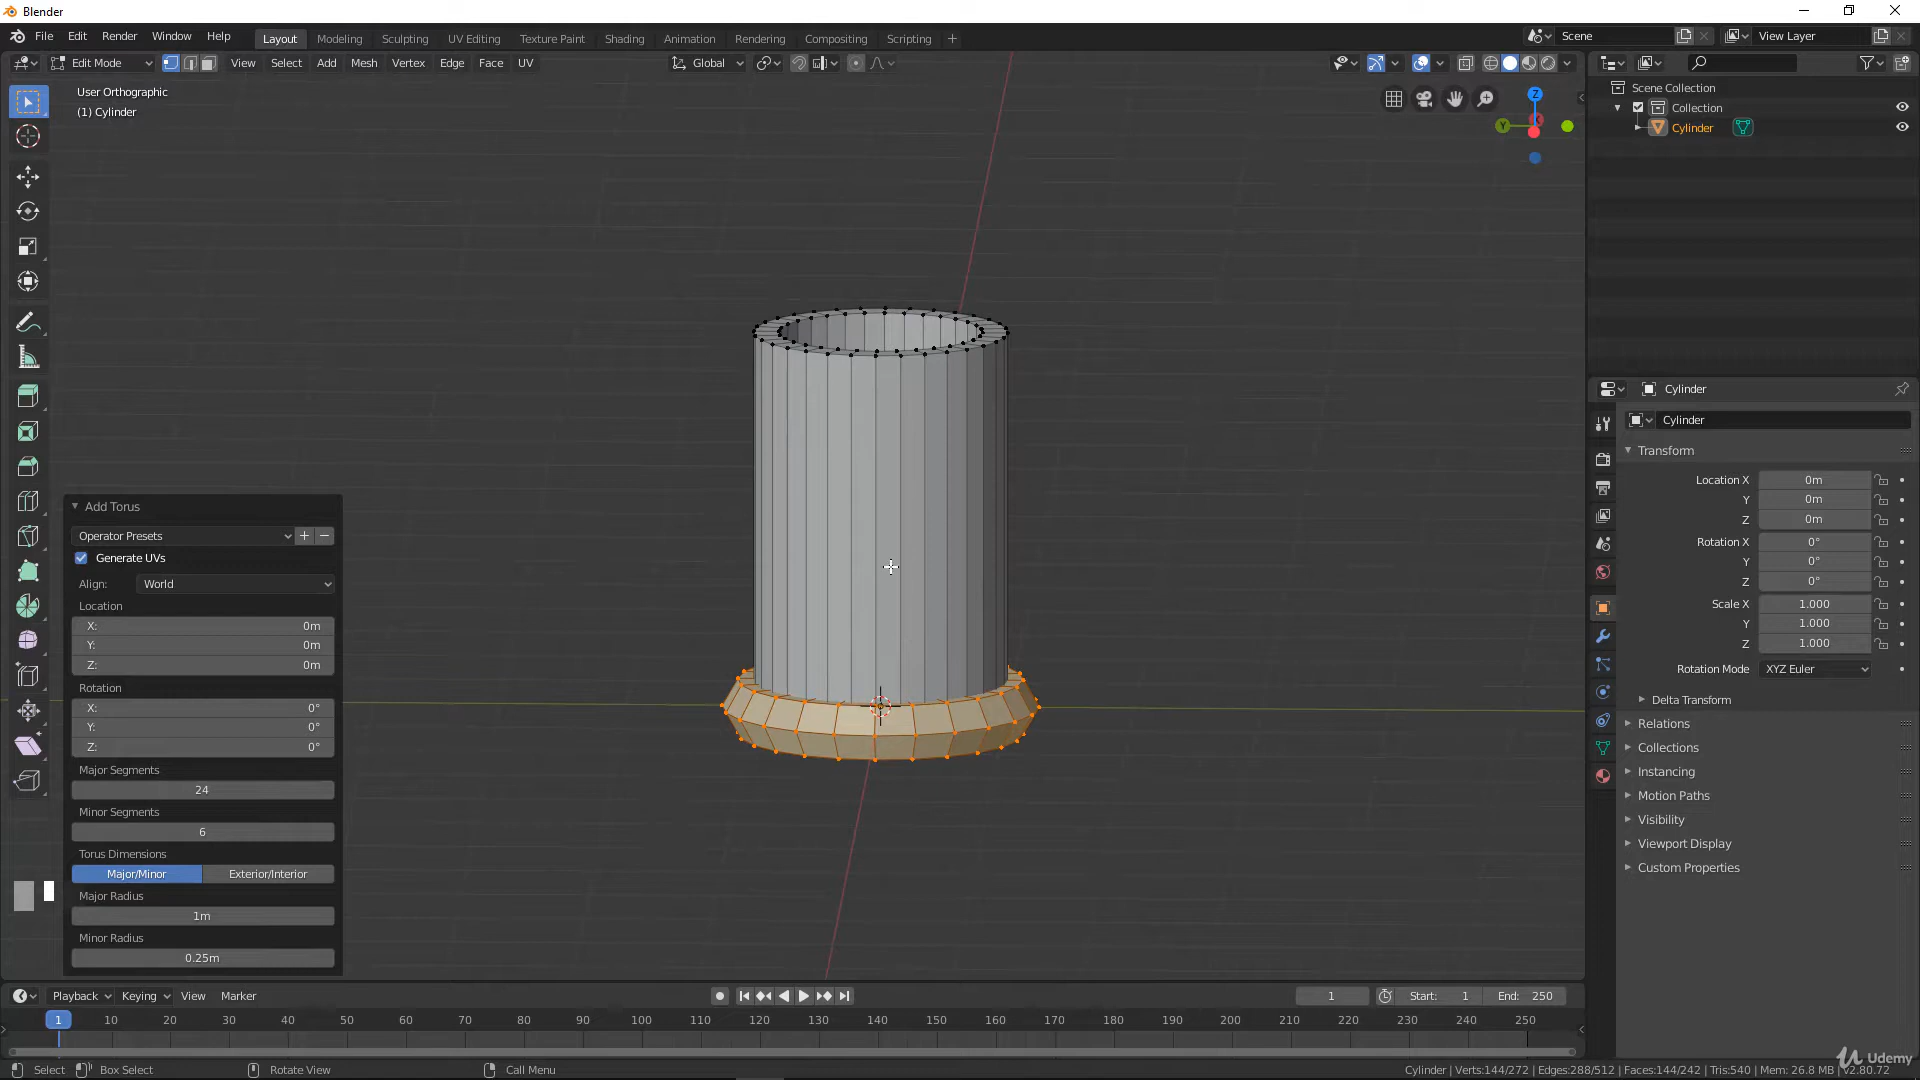 Blender
File Edit Render Window Help
Layout Modeling Sculpting UV Editing Texture Paint Shading Animation Rendering Compositing Scripting +
Scene
View Layer
Edit Mode View Select Add Mesh Vertex Edge Face UV
Global
User Orthographic
(1) Cylinder
Z
Y
Scene Collection
Collection
Cylinder
Add Torus
Operator Presets
Generate UVs
Align: World
Location
X: 0m
Y: 0m
Z: 0m
Rotation
X: 0°
Y: 0°
Z: 0°
Major Segments
24
Minor Segments
6
Torus Dimensions
Major/Minor Exterior/Interior
Major Radius
1m
Minor Radius
0.25m
Cylinder
Cylinder
Transform
Location X 0m
Y 0m
Z 0m
Rotation X 0°
Y 0°
Z 0°
Scale X 1.000
Y 1.000
Z 1.000
Rotation Mode XYZ Euler
Delta Transform
Relations
Collections
Instancing
Motion Paths
Visibility
Viewport Display
Custom Properties
Playback Keying View Marker
1 Start: 1 End: 250
1 10 20 30 40 50 60 70 80 90 100 110 120 130 140 150 160 170 180 190 200 210 220 230 240 250
Select Box Select Rotate View Call Menu
Cylinder | Verts:144/272 | Edges:288/512 | Faces:144/242 | Tris:540 | Mem: 26.8 MB | v2.80.72
Udemy